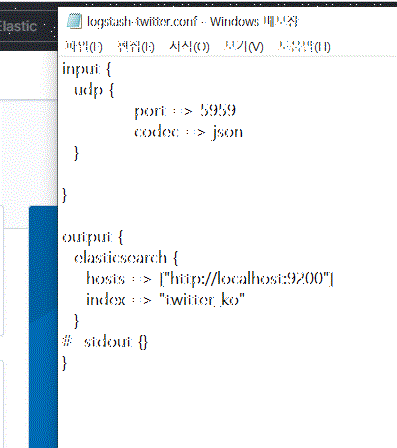 Elastic
logstash-twitter.conf - Windows 메모장
파일(F) 편집(E) 서식(O) 보기(V) 도움말(H)
input {
udp {
port => 5959
codec => json
}
}
output {
elasticsearch {
hosts => ["http://localhost:9200"]
index => "twitter_ko"
}
# stdout {}
}